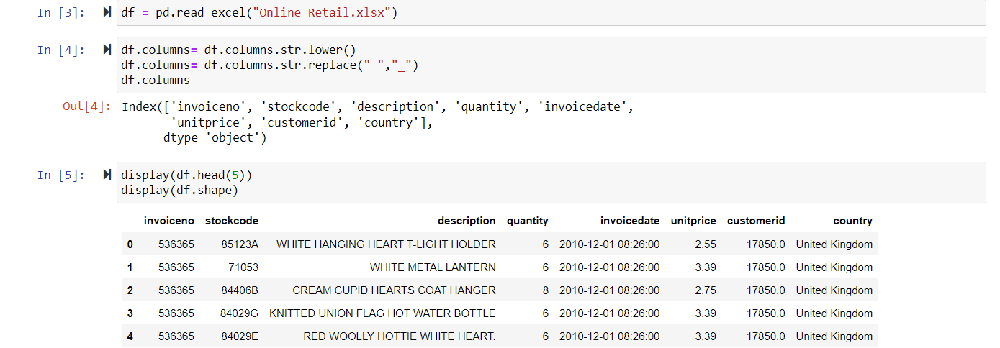 In [3]: df = pd.read_excel("Online Retail.xlsx")
In [4]: df.columns= df.columns.str.lower()
df.columns= df.columns.str.replace(" ","_")
df.columns
Out[4]: Index(['invoiceno', 'stockcode', 'description', 'quantity', 'invoicedate',
'unitprice', 'customerid', 'country'],
dtype='object')
In [5]: display(df.head(5))
display(df.shape)
invoiceno stockcode description quantity invoicedate unitprice customerid country
0 536365 85123A WHITE HANGING HEART T-LIGHT HOLDER 6 2010-12-01 08:26:00 2.55 17850.0 United Kingdom
1 536365 71053 WHITE METAL LANTERN 6 2010-12-01 08:26:00 3.39 17850.0 United Kingdom
2 536365 84406B CREAM CUPID HEARTS COAT HANGER 8 2010-12-01 08:26:00 2.75 17850.0 United Kingdom
3 536365 84029G KNITTED UNION FLAG HOT WATER BOTTLE 6 2010-12-01 08:26:00 3.39 17850.0 United Kingdom
4 536365 84029E RED WOOLLY HOTTIE WHITE HEART. 6 2010-12-01 08:26:00 3.39 17850.0 United Kingdom